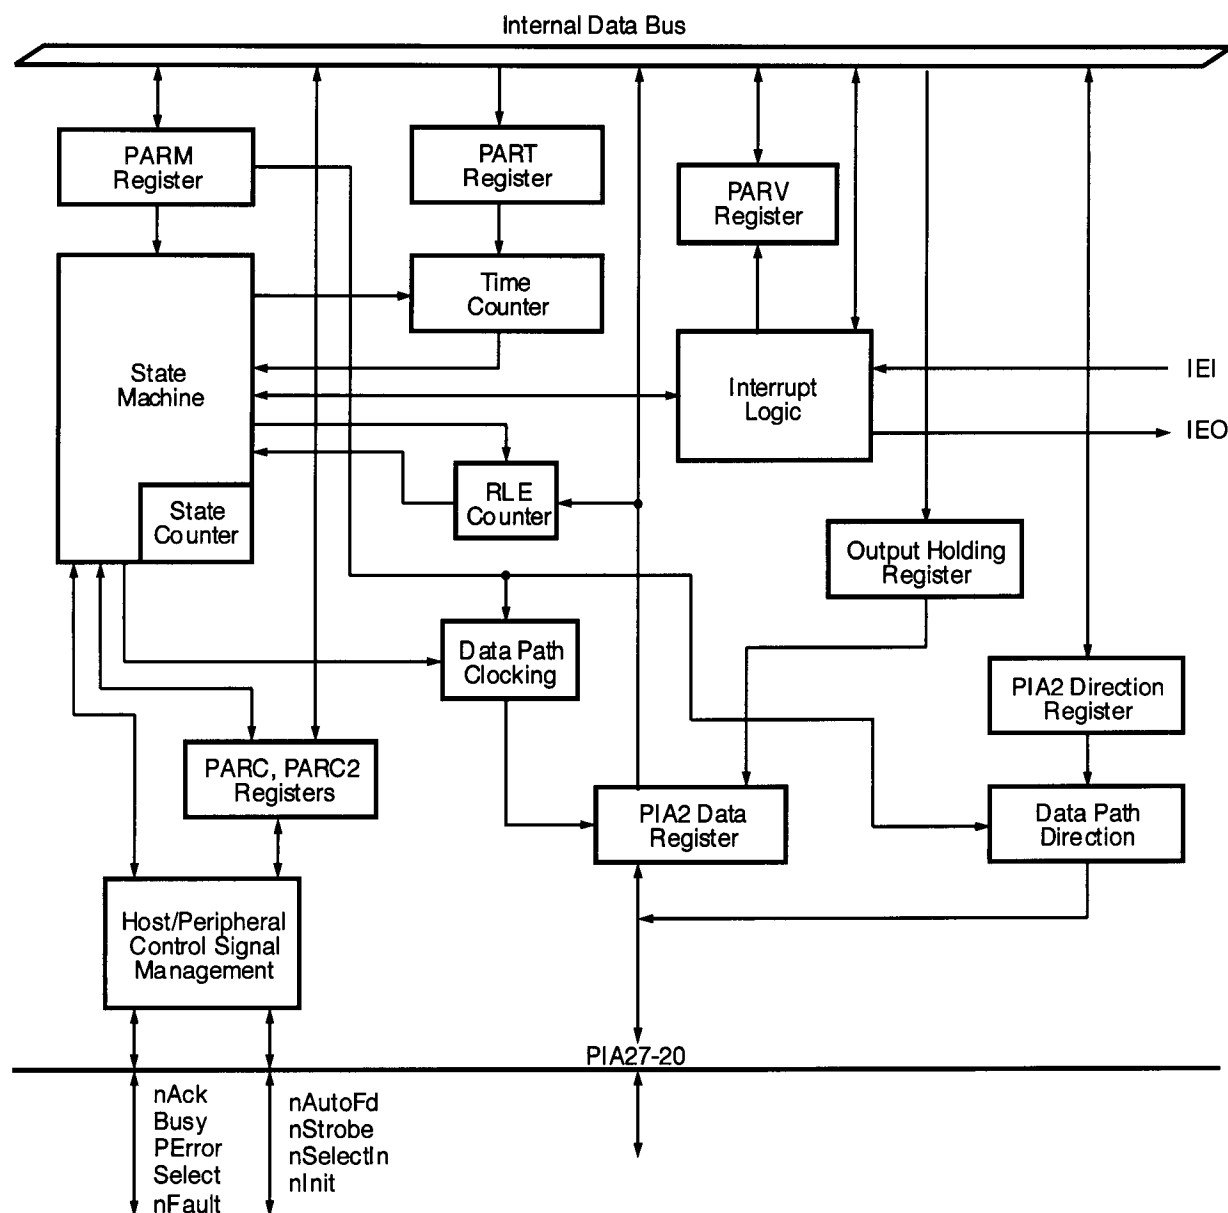 Internal Data Bus
PARM
Register
PART
Register
PARV
Register
Time
Counter
State
Machine
Interrupt
Logic
IEI
IEO
RLE
Counter
State
Counter
Output Holding
Register
Data Path
Clocking
PIA2 Direction
Register
PARC, PARC2
Registers
PIA2 Data
Register
Data Path
Direction
Host/Peripheral
Control Signal
Management
PIA27-20
nAck
Busy
PError
Select
nFault
nAutoFd
nStrobe
nSelectIn
nInit